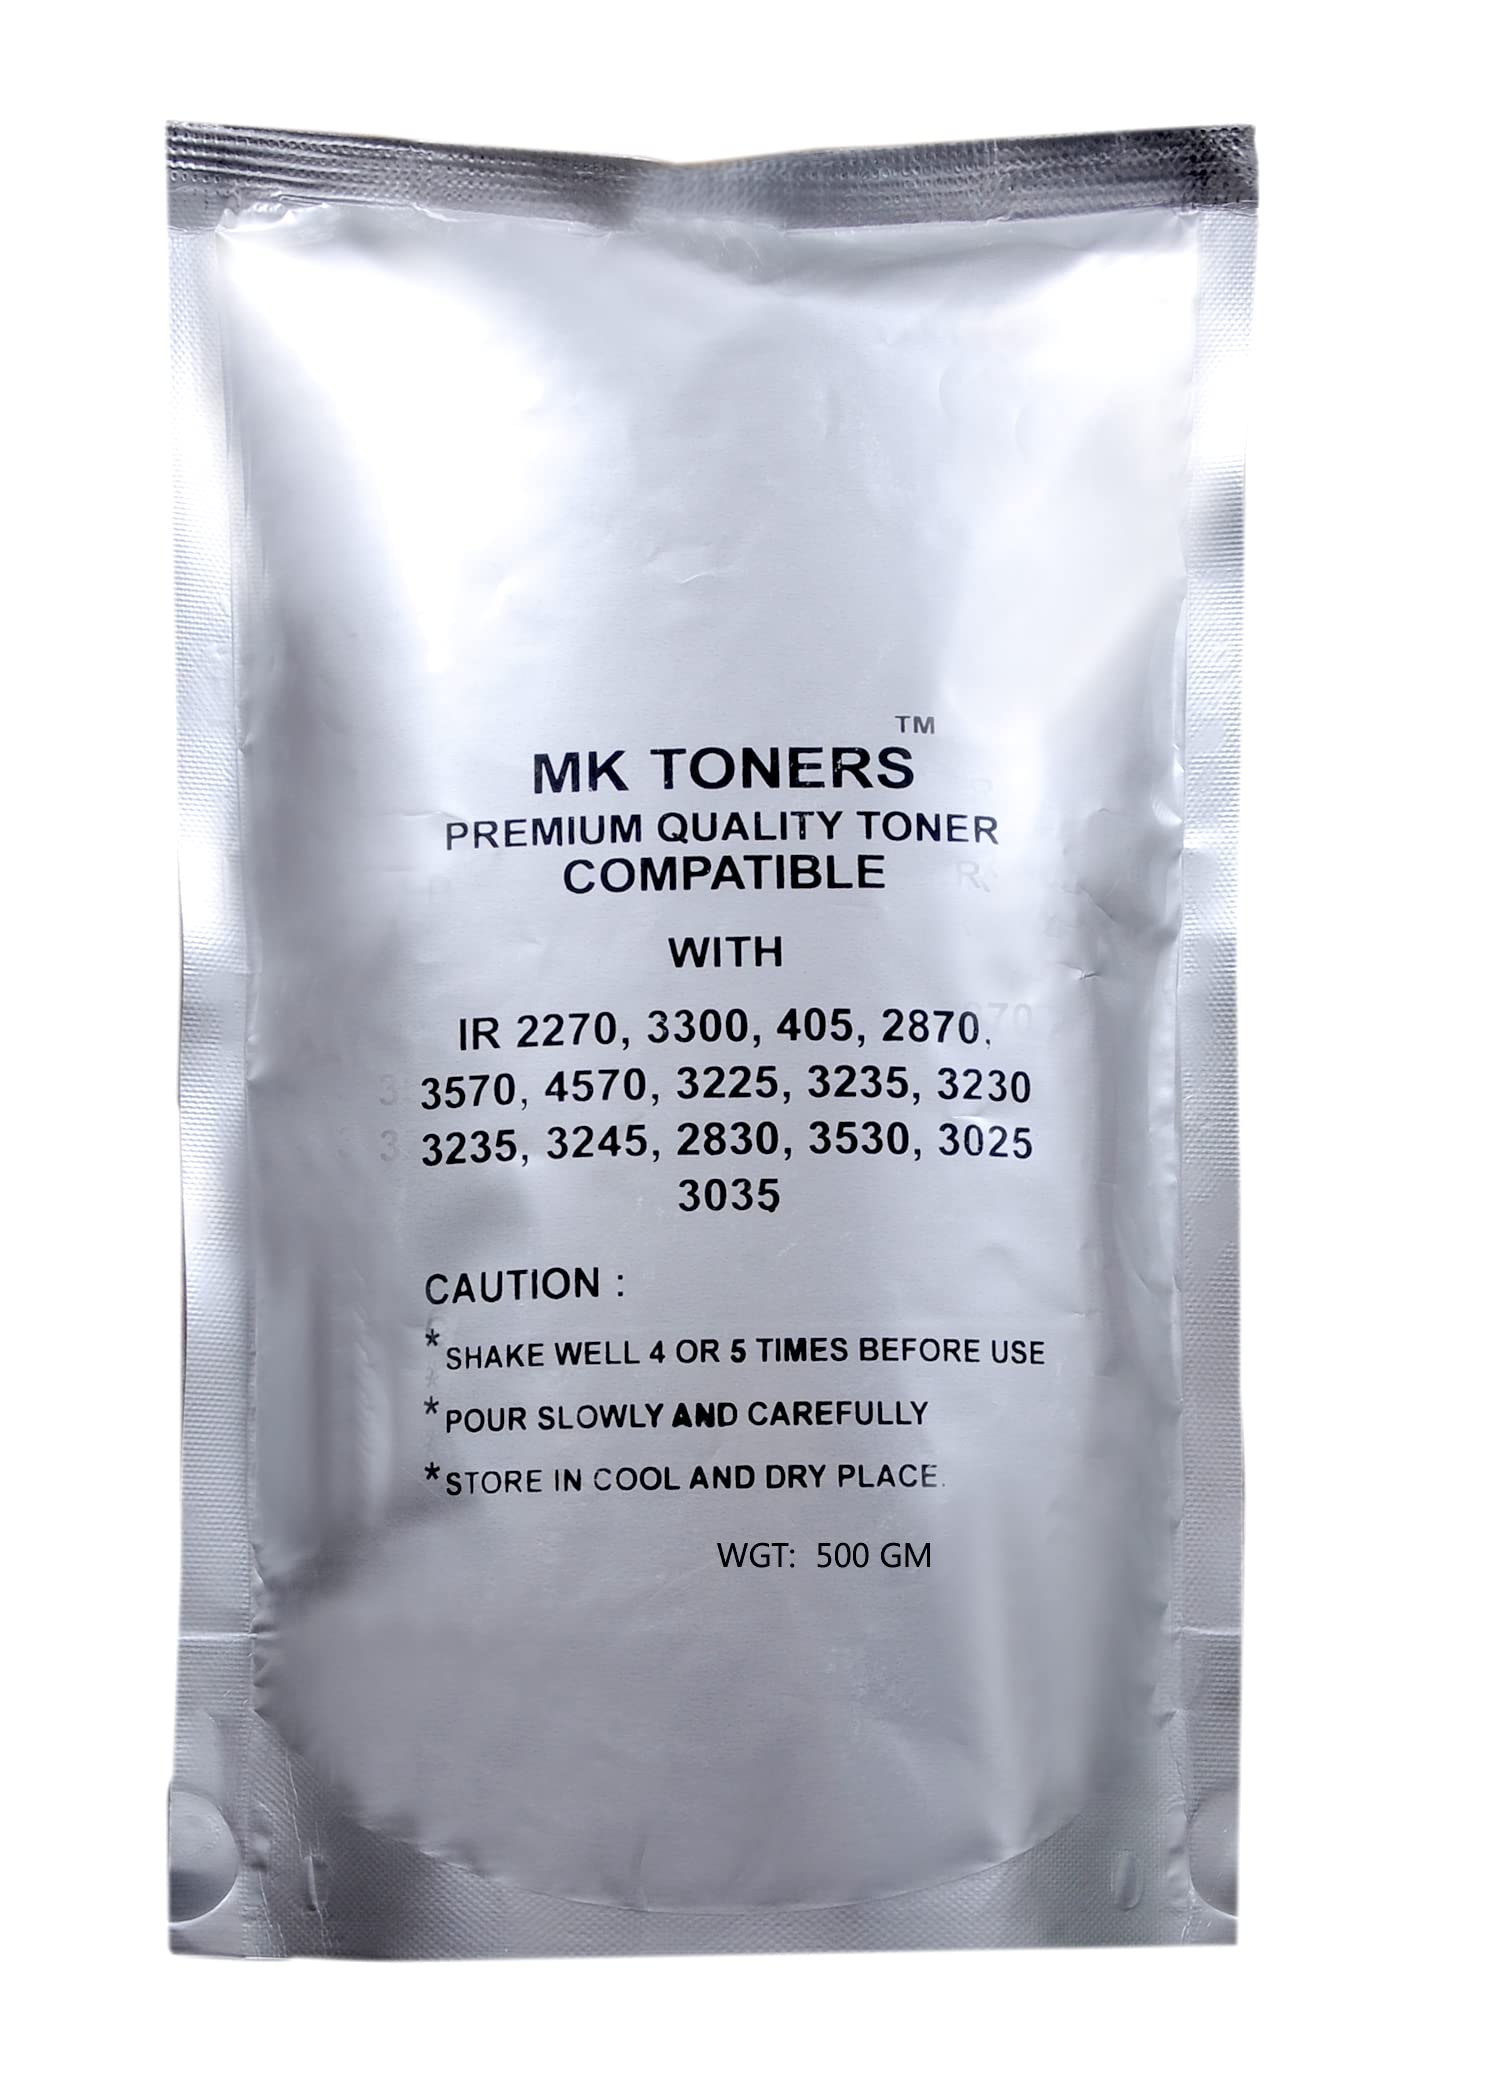 TM
MK TONERS
PREMIUM QUALITY TONER
COMPATIBLE
WITH
IR 2270, 3300, 405, 2870,
3570, 4570, 3225, 3235, 3230
3235, 3245, 2830, 3530, 3025
3035
CAUTION :
* SHAKE WELL 4 OR 5 TIMES BEFORE USE
* POUR SLOWLY AND CAREFULLY
* STORE IN COOL AND DRY PLACE.
WGT: 500 GM